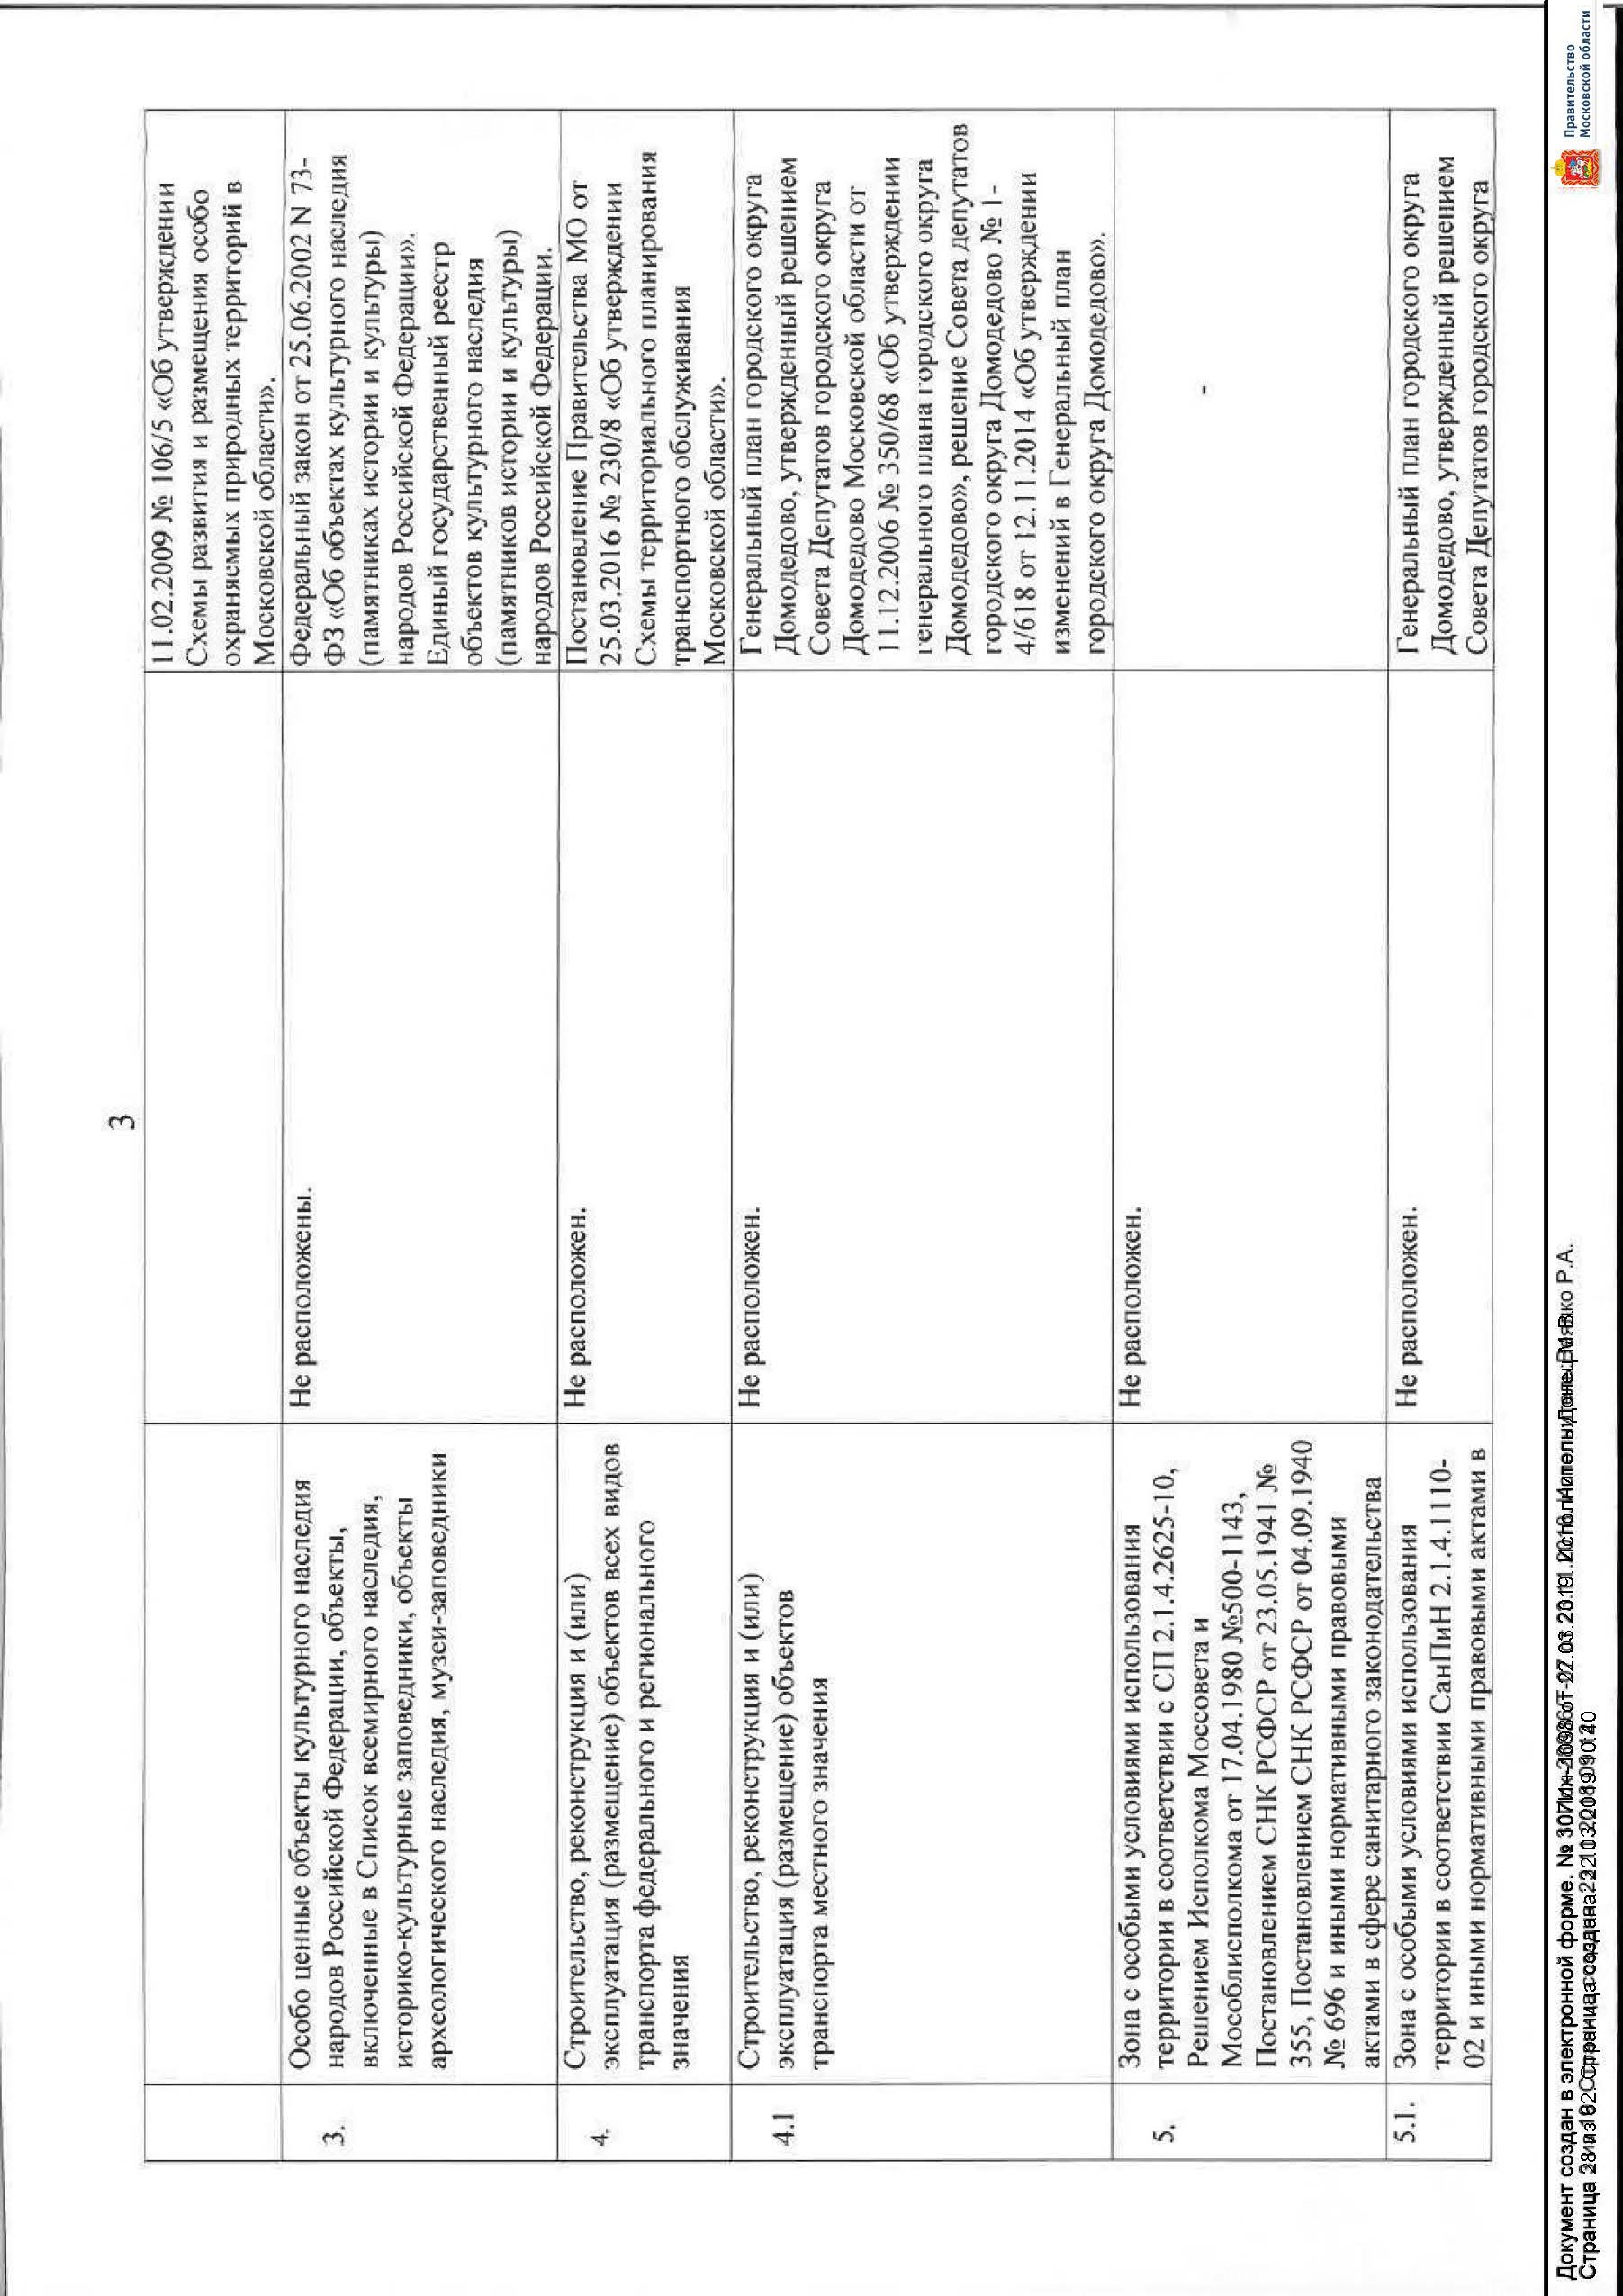 3
11.02.2009 № 106/5 «Об утверждении
Схемы развития и размещения особо
охраняемых природных территорий в
Московской области».
3.
Особо ценные объекты культурного наследия
народов Российской Федерации, объекты,
включенные в Список всемирного наследия,
историко-культурные заповедники, объекты
археологического наследия, музеи-заповедники
Не расположены.
Федеральный закон от 25.06.2002 N 73-
ФЗ «Об объектах культурного наследия
(памятниках истории и культуры)
народов Российской Федерации».
Единый государственный реестр
объектов культурного наследия
(памятников истории и культуры)
народов Российской Федерации.
4.
Строительство, реконструкция и (или)
эксплуатация (размещение) объектов всех видов
транспорта федерального и регионального
значения
Не расположен.
Постановление Правительства МО от
25.03.2016 № 230/8 «Об утверждении
Схемы территориального планирования
транспортного обслуживания
Московской области».
4.1
Строительство, реконструкция и (или)
эксплуатация (размещение) объектов
транспорта местного значения
Не расположен.
Генеральный план городского округа
Домодедово, утвержденный решением
Совета Депутатов городского округа
Домодедово Московской области от
11.12.2006 № 350/68 «Об утверждении
генерального плана городского округа
Домодедово», решение Совета депутатов
городского округа Домодедово № 1-
4/618 от 12.11.2014 «Об утверждении
изменений в Генеральный план
городского округа Домодедово».
5.
Зона с особыми условиями использования
территории в соответствии с СП 2.1.4.2625-10,
Решением Исполкома Моссовета и
Мособлисполкома от 17.04.1980 №500-1143,
Постановлением СНК РСФСР от 23.05.1941 №
355, Постановлением СНК РСФСР от 04.09.1940
№ 696 и иными нормативными правовыми
актами в сфере санитарного законодательства
Не расположен.
-
5.1.
Зона с особыми условиями использования
территории в соответствии СанПиН 2.1.4.1110-
02 и иными нормативными правовыми актами в
Не расположен.
Генеральный план городского округа
Домодедово, утвержденный решением
Совета Депутатов городского округа
Документ создан в электронной форме. №
Страница
Правительство
Московской области